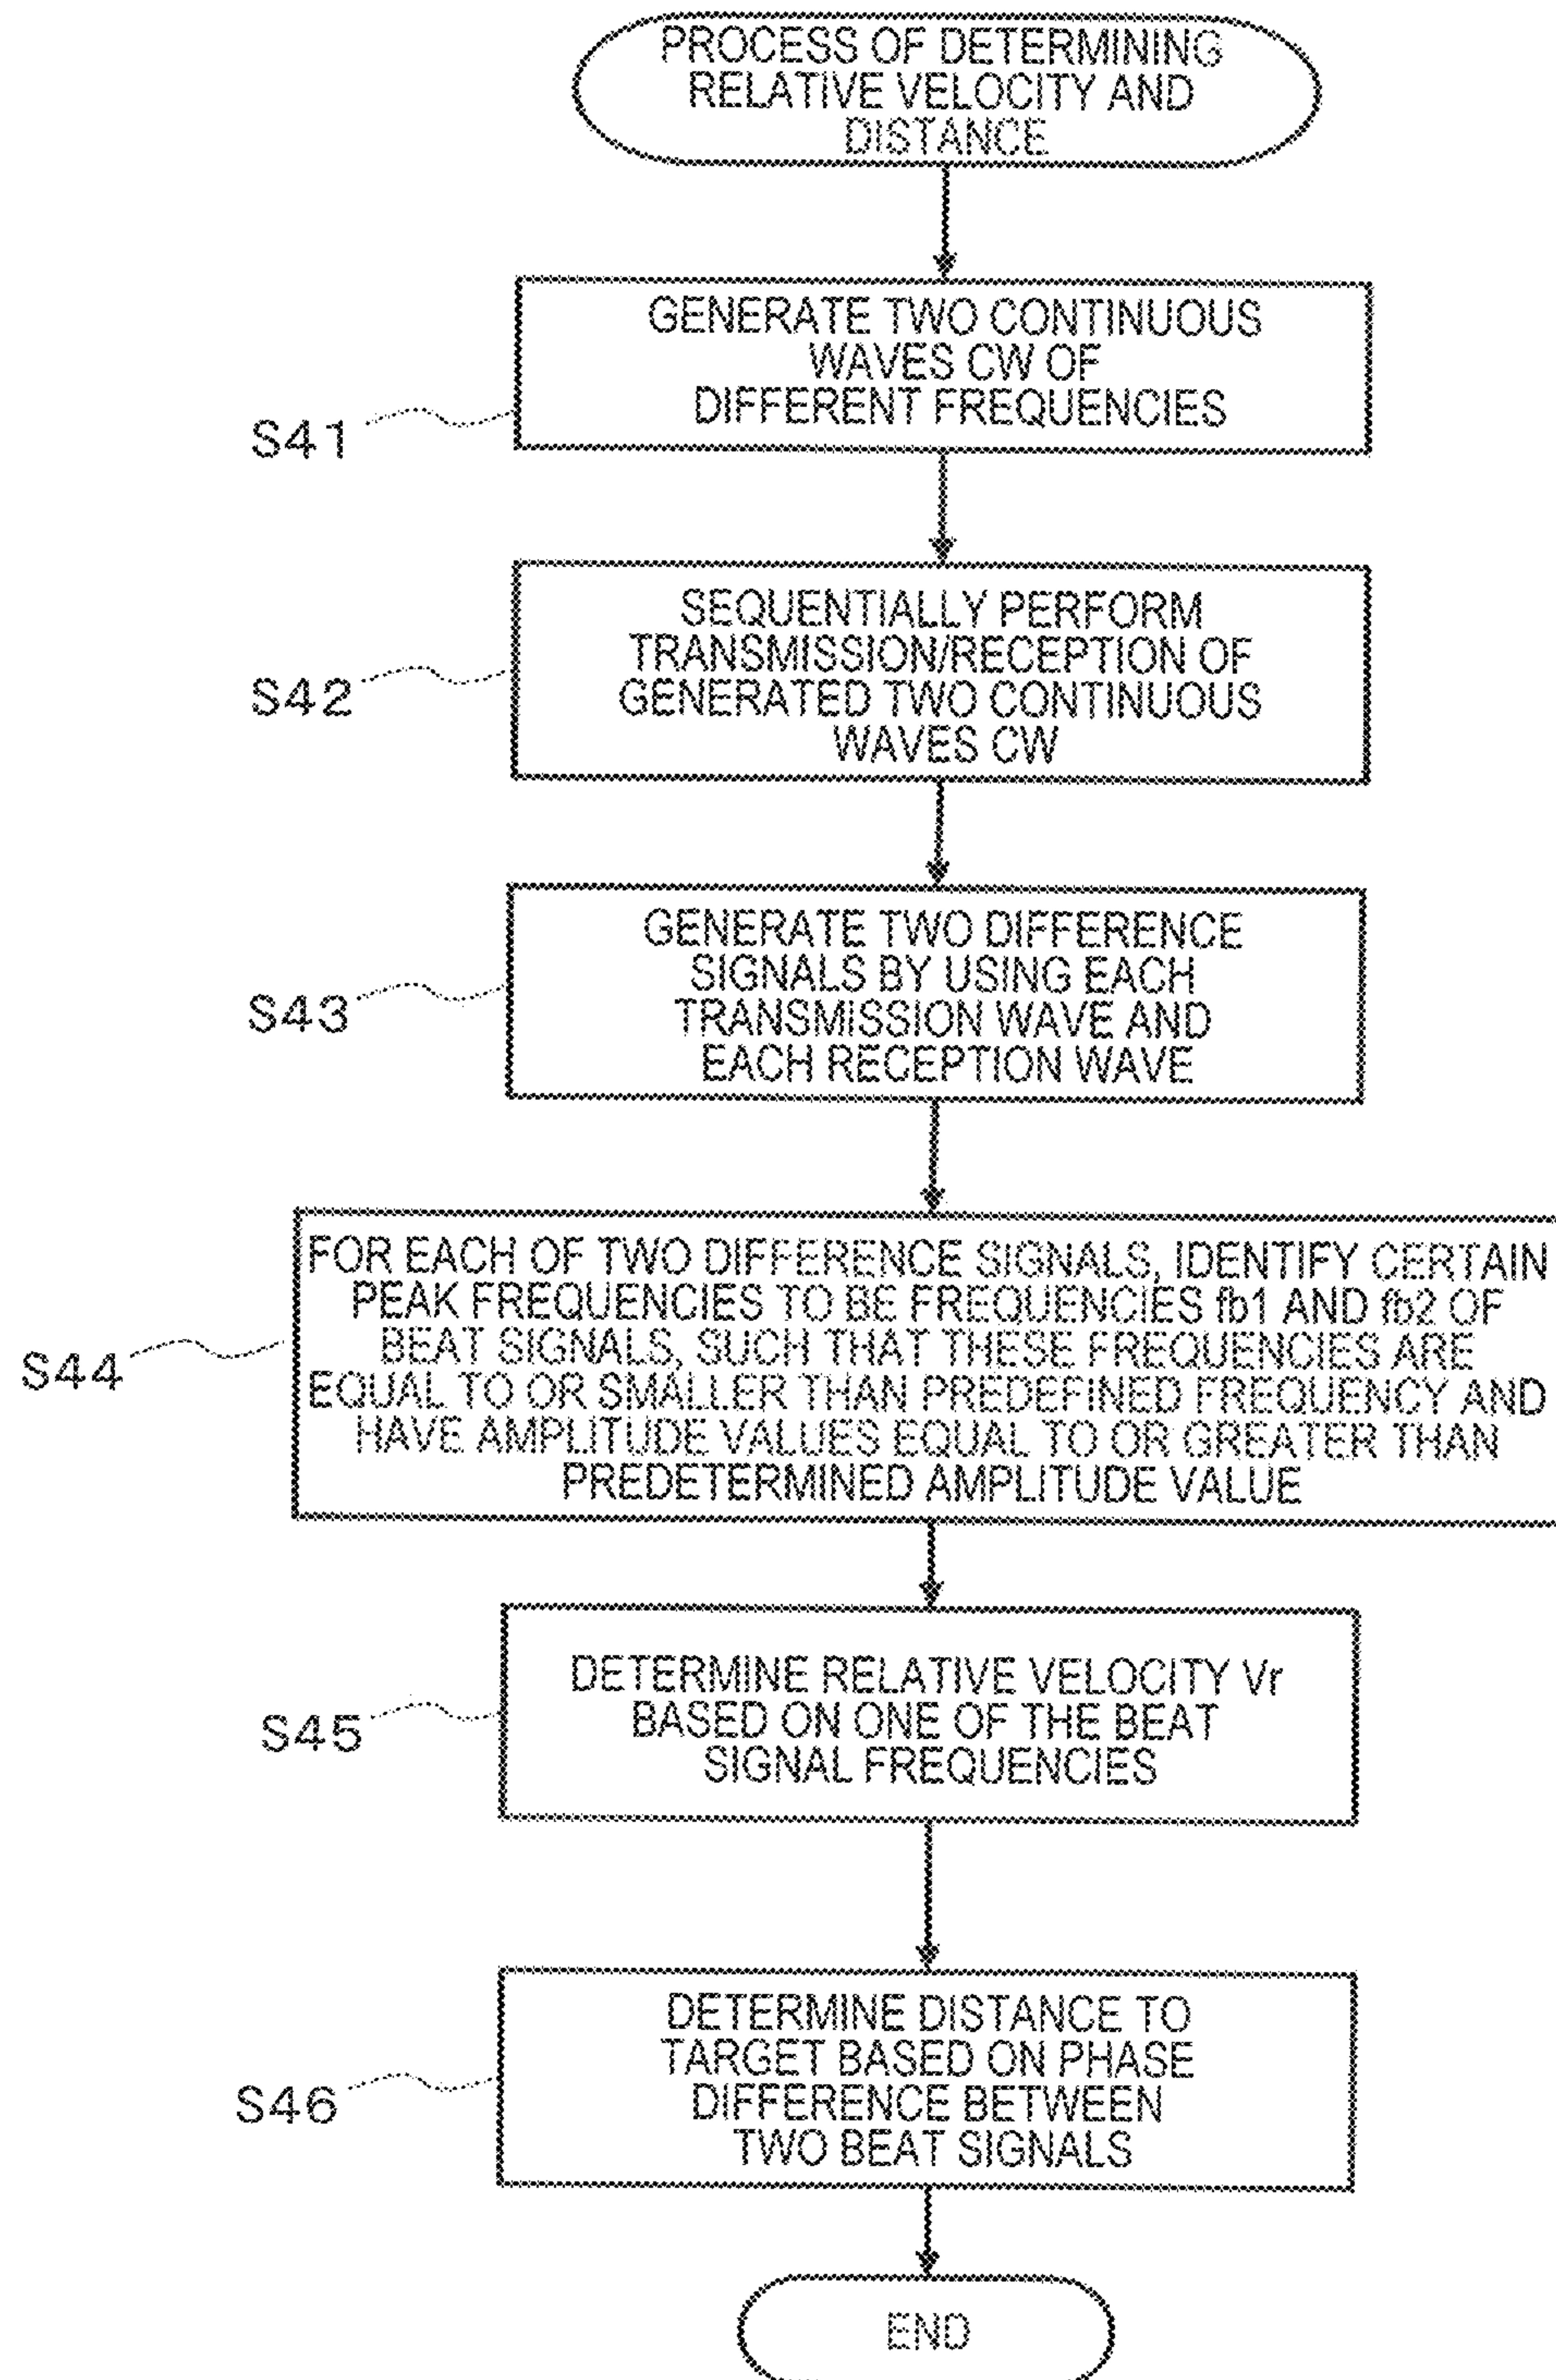 PROCESS OF DETERMINING
RELATIVE VELOCITY AND
DISTANCE
GENERATE TWO CONTINUOUS
WAVES CW OF
DIFFERENT FREQUENCIES
S41
SEQUENTIALLY PERFORM
TRANSMISSION/RECEPTION OF
GENERATED TWO CONTINUOUS
WAVES CW
S42
GENERATE TWO DIFFERENCE
SIGNALS BY USING EACH
TRANSMISSION WAVE AND
EACH RECEPTION WAVE
S43
FOR EACH OF TWO DIFFERENCE SIGNALS, IDENTIFY CERTAIN
PEAK FREQUENCIES TO BE FREQUENCIES fb1 AND fb2 OF
BEAT SIGNALS, SUCH THAT THESE FREQUENCIES ARE
EQUAL TO OR SMALLER THAN PREDEFINED FREQUENCY AND
HAVE AMPLITUDE VALUES EQUAL TO OR GREATER THAN
PREDETERMINED AMPLITUDE VALUE
S44
DETERMINE RELATIVE VELOCITY Vr
BASED ON ONE OF THE BEAT
SIGNAL FREQUENCIES
S45
DETERMINE DISTANCE TO
TARGET BASED ON PHASE
DIFFERENCE BETWEEN
TWO BEAT SIGNALS
S46
END